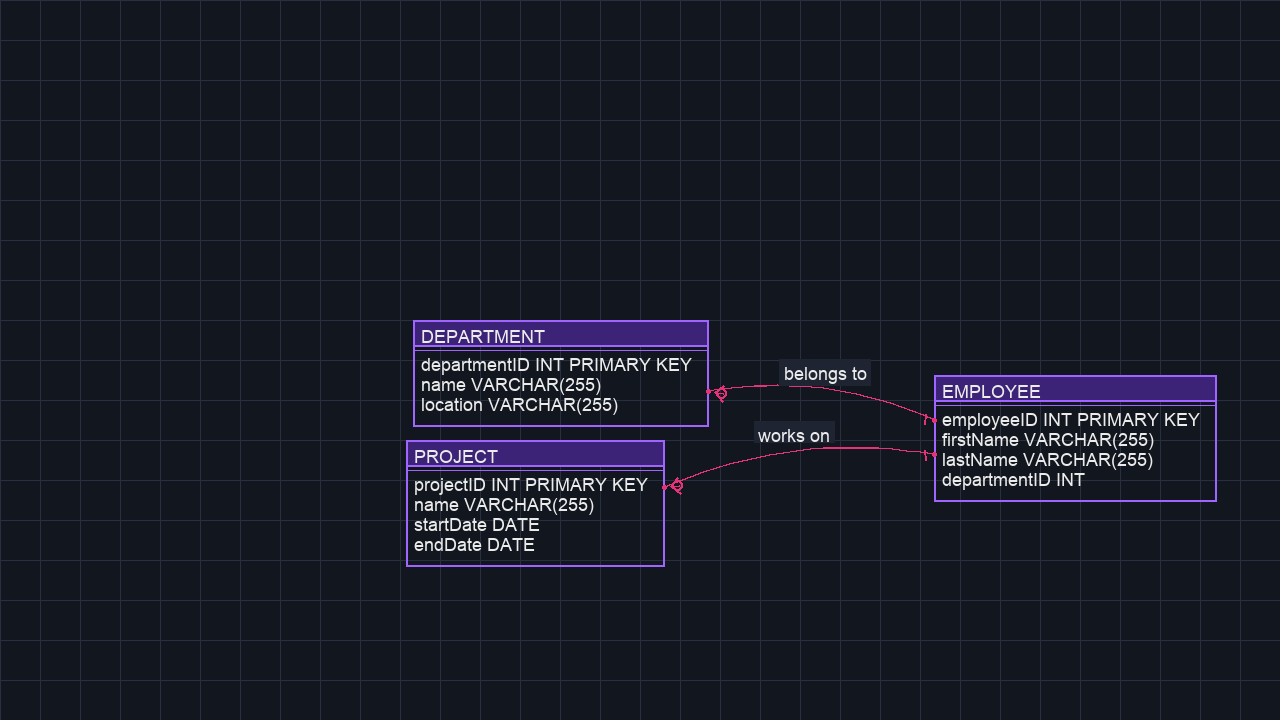 DEPARTMENT
departmentID INT PRIMARY KEY
name VARCHAR(255)
location VARCHAR(255)
belongs to
EMPLOYEE
employeeID INT PRIMARY KEY
firstName VARCHAR(255)
lastName VARCHAR(255)
departmentID INT
works on
PROJECT
projectID INT PRIMARY KEY
name VARCHAR(255)
startDate DATE
endDate DATE